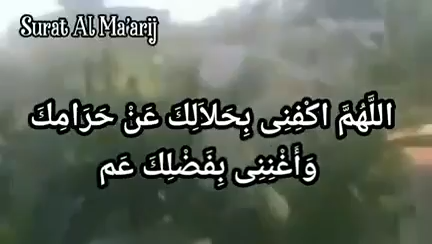 Surat Al Ma'arij
اللَّهُمَّ اكْفِنِى بِحَلاَلِكَ عَنْ حَرَامِكَ
وَأَغْنِنِى بِفَضْلِكَ عَم